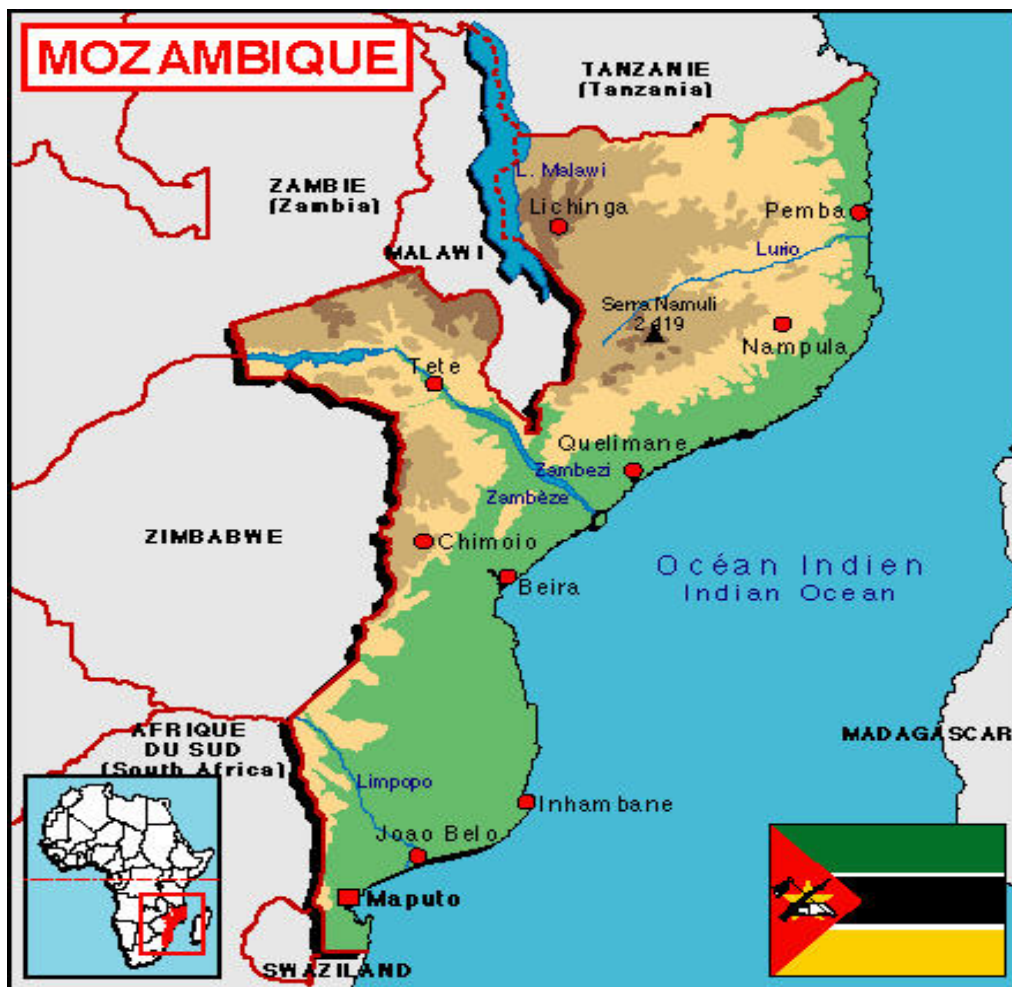 MOZAMBIQUE
TANZANIE
(Tanzania)
L. Malawi
ZAMBIE
(Zambia)
Lichinga
Pemba
MALAWI
Lurio
Serra Namuli
2 419
Nampula
Tete
Quelimane
Zambezi
Zambèze
ZIMBABWE
Chimoio
Beira
Océan Indien
Indian Ocean
AFRIQUE
DU SUD
(South Africa)
MADAGASCAR
Limpopo
Inhambane
Joao Belo
Maputo
SWAZILAND